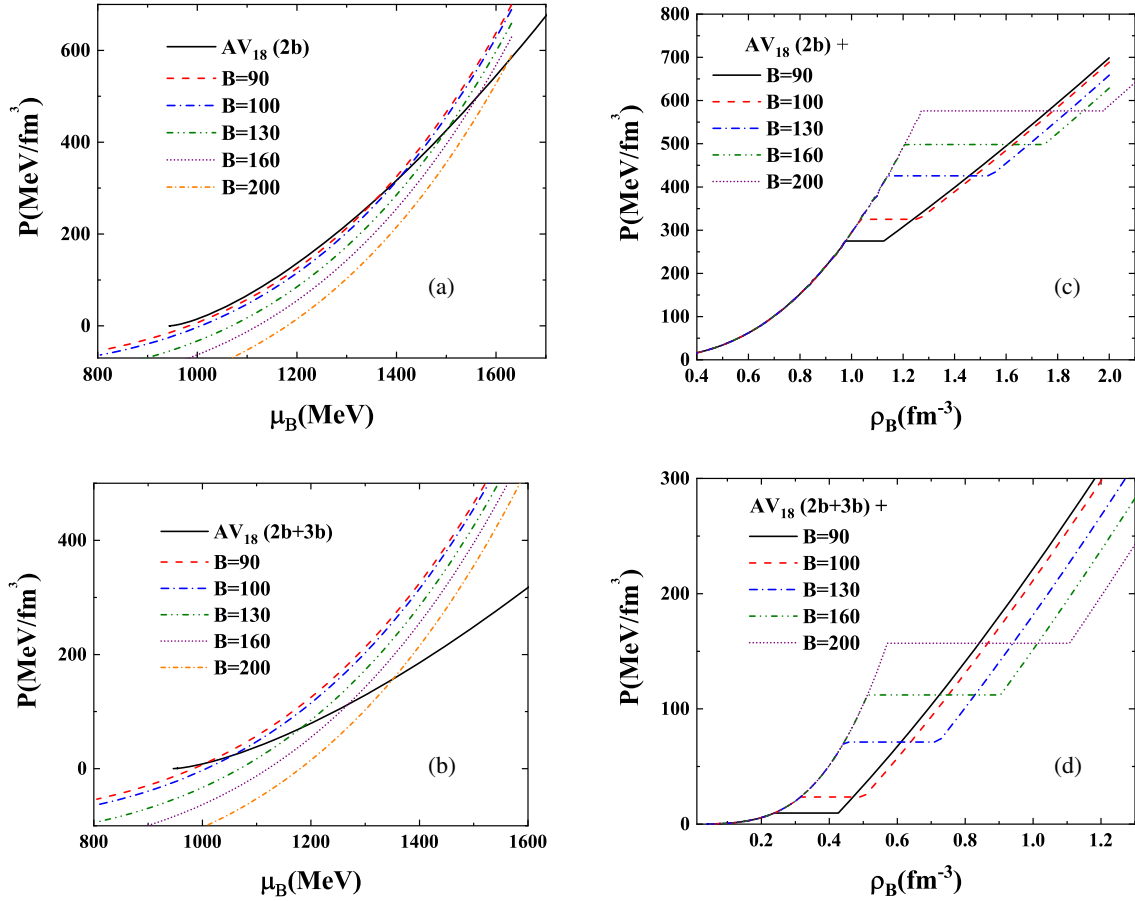 600
400
200
0
800
1000
1200
1400
1600
P(MeV/fm³)
μB(MeV)
AV18 (2b)
B=90
B=100
B=130
B=160
B=200
(a)
800
700
600
500
400
300
200
100
0
0.4
0.6
0.8
1.0
1.2
1.4
1.6
1.8
2.0
P(MeV/fm³)
ρB(fm⁻³)
AV18 (2b) +
B=90
B=100
B=130
B=160
B=200
(c)
400
200
0
800
1000
1200
1400
1600
P(MeV/fm³)
μB(MeV)
AV18 (2b+3b)
B=90
B=100
B=130
B=160
B=200
(b)
300
200
100
0
0.2
0.4
0.6
0.8
1.0
1.2
P(MeV/fm³)
ρB(fm⁻³)
AV18 (2b+3b) +
B=90
B=100
B=130
B=160
B=200
(d)